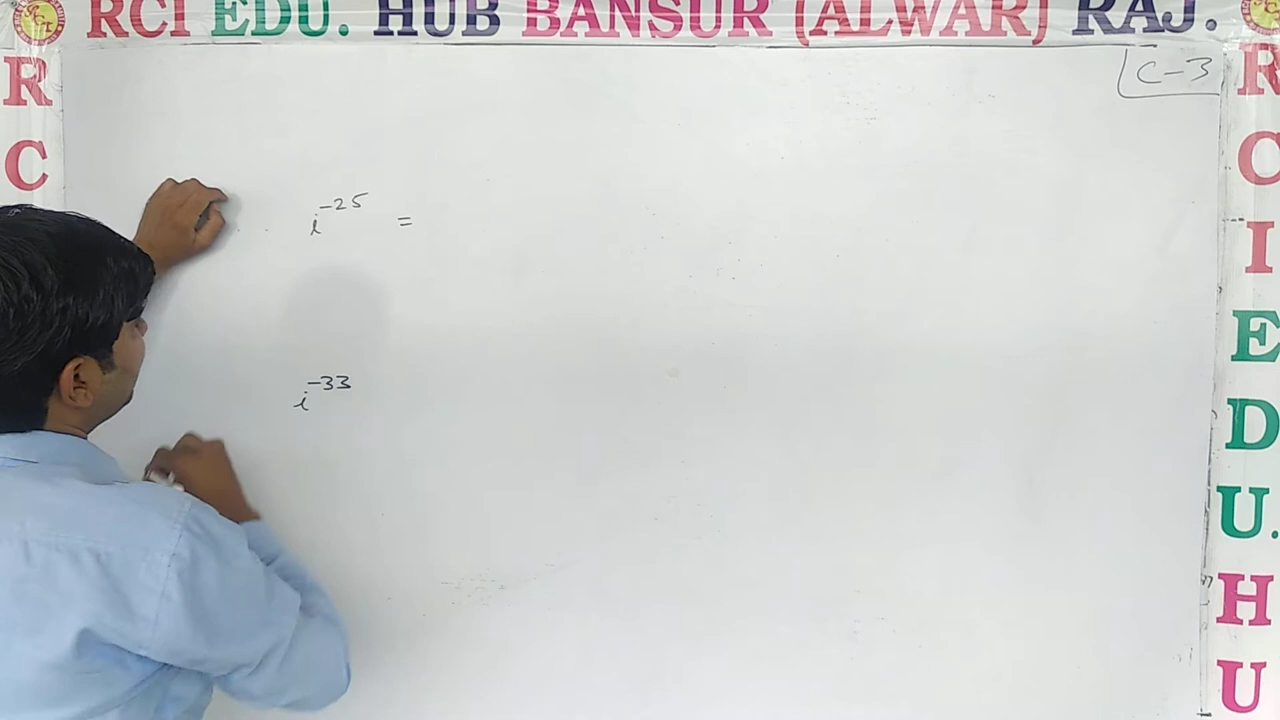 RCI EDU. HUB BANSUR (ALWAR) RAJ.
C-3
R
C
i⁻²⁵ =
i⁻³³
R
C
I
E
D
U.
H
U